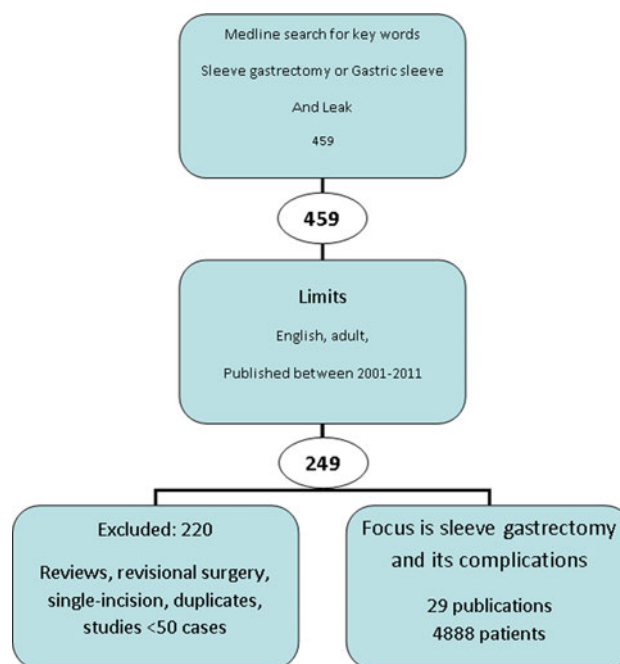 Medline search for key words
Sleeve gastrectomy or Gastric sleeve
And Leak
459
459
Limits
English, adult,
Published between 2001-2011
249
Excluded: 220
Reviews, revisional surgery,
single-incision, duplicates,
studies <50 cases
Focus is sleeve gastrectomy
and its complications
29 publications
4888 patients